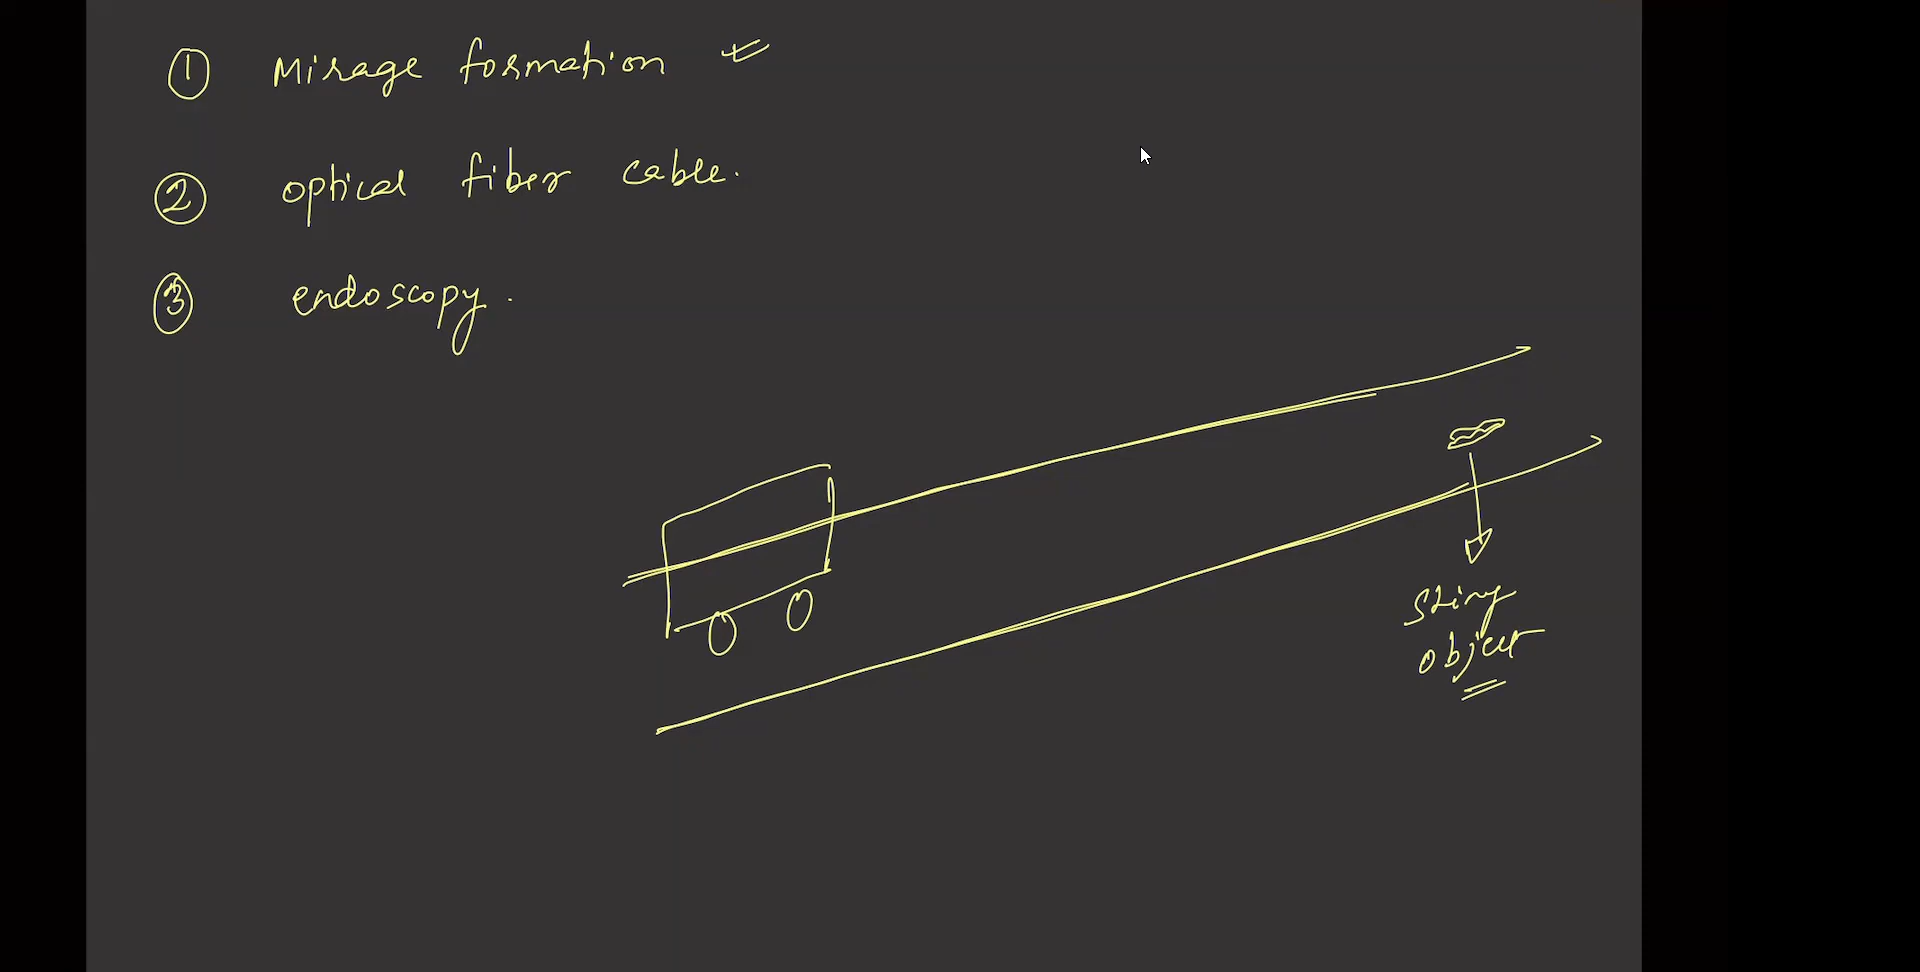 ① Mirage formation
② optical fiber cable.
③ endoscopy.
Shiny
object